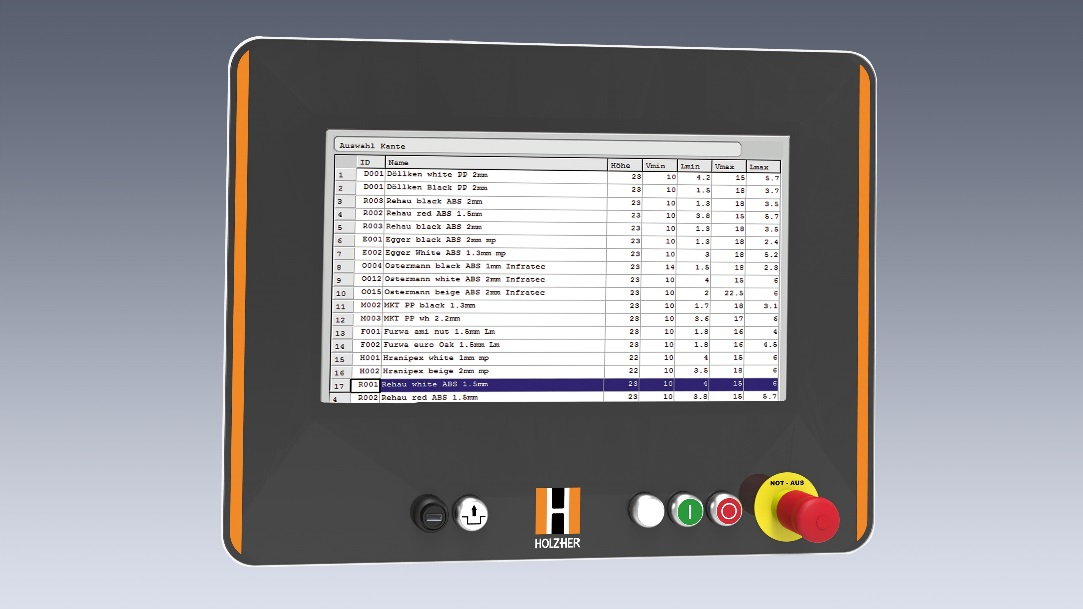 Auswahl Kante
ID Name Höhe Vmin Lmin Vmax Lmax
1 D001 Döllken white PP 2mm 23 10 4.2 15 5.7
2 D001 Döllken Black PP 2mm 23 10 1.5 18 3.7
3 R003 Rehau black ABS 2mm 23 10 1.3 18 3.5
4 R002 Rehau red ABS 1.5mm 23 10 3.8 15 5.7
5 R003 Rehau black ABS 2mm 23 10 1.3 18 3.5
6 E001 Egger black ABS 2mm mp 23 10 1.3 18 2.4
7 E002 Egger White ABS 1.3mm mp 23 10 3 18 5.2
8 O004 Ostermann black ABS 1mm Infratec 23 14 1.5 18 2.8
9 O012 Ostermann white ABS 2mm Infratec 23 10 4 15 6
10 O015 Ostermann beige ABS 2mm Infratec 23 10 2 22.5 6
11 M002 MKT PP black 1.3mm 23 10 1.7 18 3.1
12 M003 MKT PP wh 2.2mm 23 10 3.6 17 6
13 F001 Furwa ami nut 1.5mm Lm 23 10 1.8 16 4
14 F002 Furwa euro Oak 1.5mm Lm 23 10 1.8 16 4.5
15 H001 Hranipex white 1mm mp 22 10 4 15 6
16 H002 Hranipex beige 2mm mp 22 10 3.5 18 6
17 R001 Rehau white ABS 1.5mm 23 10 4 15 6
4 R002 Rehau red ABS 1.5mm 23 10 3.8 15 5.7
NOT - AUS
HOLZHER